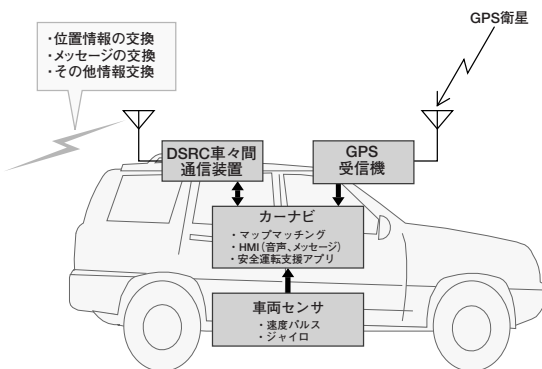 GPS衛星
・位置情報の交換
・メッセージの交換
・その他情報交換
DSRC車々間
通信装置
GPS
受信機
カーナビ
・マップマッチング
・HMI(音声、メッセージ)
・安全運転支援アプリ
車両センサ
・速度パルス
・ジャイロ